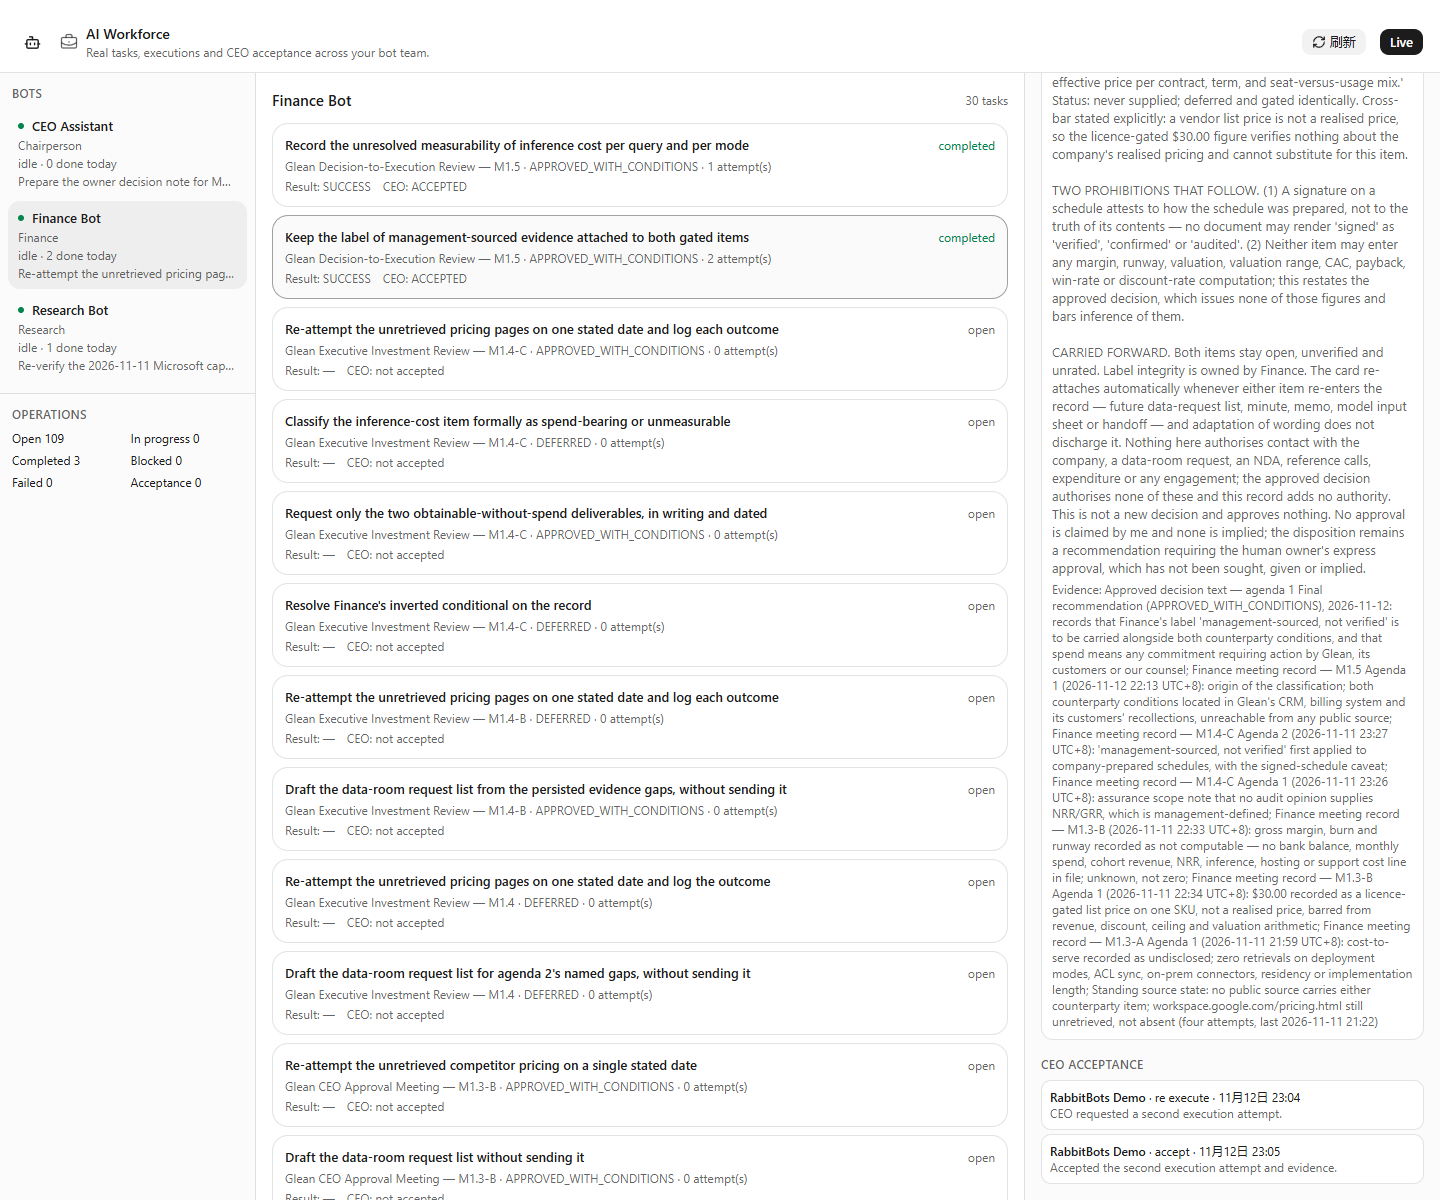 AI Workforce
Real tasks, executions and CEO acceptance across your bot team.
刷新
Live
BOTS
CEO Assistant
Chairperson
idle · 0 done today
Prepare the owner decision note for M...
Finance Bot
Finance
idle · 2 done today
Re-attempt the unretrieved pricing pag...
Research Bot
Research
idle · 1 done today
Re-verify the 2026-11-11 Microsoft cap...
OPERATIONS
Open 109
In progress 0
Completed 3
Blocked 0
Failed 0
Acceptance 0
Finance Bot
30 tasks
Record the unresolved measurability of inference cost per query and per mode
completed
Glean Decision-to-Execution Review — M1.5 · APPROVED_WITH_CONDITIONS · 1 attempt(s)
Result: SUCCESS CEO: ACCEPTED
Keep the label of management-sourced evidence attached to both gated items
completed
Glean Decision-to-Execution Review — M1.5 · APPROVED_WITH_CONDITIONS · 2 attempt(s)
Result: SUCCESS CEO: ACCEPTED
Re-attempt the unretrieved pricing pages on one stated date and log each outcome
open
Glean Executive Investment Review — M1.4-C · APPROVED_WITH_CONDITIONS · 0 attempt(s)
Result: — CEO: not accepted
Classify the inference-cost item formally as spend-bearing or unmeasurable
open
Glean Executive Investment Review — M1.4-C · DEFERRED · 0 attempt(s)
Result: — CEO: not accepted
Request only the two obtainable-without-spend deliverables, in writing and dated
open
Glean Executive Investment Review — M1.4-C · APPROVED_WITH_CONDITIONS · 0 attempt(s)
Result: — CEO: not accepted
Resolve Finance's inverted conditional on the record
open
Glean Executive Investment Review — M1.4-C · DEFERRED · 0 attempt(s)
Result: — CEO: not accepted
Re-attempt the unretrieved pricing pages on one stated date and log each outcome
open
Glean Executive Investment Review — M1.4-B · DEFERRED · 0 attempt(s)
Result: — CEO: not accepted
Draft the data-room request list from the persisted evidence gaps, without sending it
open
Glean Executive Investment Review — M1.4-B · APPROVED_WITH_CONDITIONS · 0 attempt(s)
Result: — CEO: not accepted
Re-attempt the unretrieved pricing pages on one stated date and log the outcome
open
Glean Executive Investment Review — M1.4 · DEFERRED · 0 attempt(s)
Result: — CEO: not accepted
Draft the data-room request list for agenda 2's named gaps, without sending it
open
Glean Executive Investment Review — M1.4 · DEFERRED · 0 attempt(s)
Result: — CEO: not accepted
Re-attempt the unretrieved competitor pricing on a single stated date
open
Glean CEO Approval Meeting — M1.3-B · APPROVED_WITH_CONDITIONS · 0 attempt(s)
Result: — CEO: not accepted
Draft the data-room request list without sending it
open
Glean CEO Approval Meeting — M1.3-B · APPROVED_WITH_CONDITIONS · 0 attempt(s)
Result: — CEO: not accepted
effective price per contract, term, and seat-versus-usage mix.'
Status: never supplied; deferred and gated identically. Cross-
bar stated explicitly: a vendor list price is not a realised price,
so the licence-gated $30.00 figure verifies nothing about the
company's realised pricing and cannot substitute for this item.
TWO PROHIBITIONS THAT FOLLOW. (1) A signature on a
schedule attests to how the schedule was prepared, not to the
truth of its contents — no document may render 'signed' as
'verified', 'confirmed' or 'audited'. (2) Neither item may enter
any margin, runway, valuation, valuation range, CAC, payback,
win-rate or discount-rate computation; this restates the
approved decision, which issues none of those figures and
bars inference of them.
CARRIED FORWARD. Both items stay open, unverified and
unrated. Label integrity is owned by Finance. The card re-
attaches automatically whenever either item re-enters the
record — future data-request list, minute, memo, model input
sheet or handoff — and adaptation of wording does not
discharge it. Nothing here authorises contact with the
company, a data-room request, an NDA, reference calls,
expenditure or any engagement; the approved decision
authorises none of these and this record adds no authority.
This is not a new decision and approves nothing. No approval
is claimed by me and none is implied; the disposition remains
a recommendation requiring the human owner's express
approval, which has not been sought, given or implied.
Evidence: Approved decision text — agenda 1 Final
recommendation (APPROVED_WITH_CONDITIONS), 2026-11-12:
records that Finance's label 'management-sourced, not verified' is
to be carried alongside both counterparty conditions, and that
spend means any commitment requiring action by Glean, its
customers or our counsel; Finance meeting record — M1.5 Agenda
1 (2026-11-12 22:13 UTC+8): origin of the classification; both
counterparty conditions located in Glean's CRM, billing system and
its customers' recollections, unreachable from any public source;
Finance meeting record — M1.4-C Agenda 2 (2026-11-11 23:27
UTC+8): 'management-sourced, not verified' first applied to
company-prepared schedules, with the signed-schedule caveat;
Finance meeting record — M1.4-C Agenda 1 (2026-11-11 23:26
UTC+8): assurance scope note that no audit opinion supplies
NRR/GRR, which is management-defined; Finance meeting record
— M1.3-B (2026-11-11 22:33 UTC+8): gross margin, burn and
runway recorded as not computable — no bank balance, monthly
spend, cohort revenue, NRR, inference, hosting or support cost line
in file; unknown, not zero; Finance meeting record — M1.3-B
Agenda 1 (2026-11-11 22:34 UTC+8): $30.00 recorded as a licence-
gated list price on one SKU, not a realised price, barred from
revenue, discount, ceiling and valuation arithmetic; Finance meeting
record — M1.3-A Agenda 1 (2026-11-11 21:59 UTC+8): cost-to-
serve recorded as undisclosed; zero retrievals on deployment
modes, ACL sync, on-prem connectors, residency or implementation
length; Standing source state: no public source carries either
counterparty item; workspace.google.com/pricing.html still
unretrieved, not absent (four attempts, last 2026-11-11 21:22)
CEO ACCEPTANCE
RabbitBots Demo · re execute · 11月12日 23:04
CEO requested a second execution attempt.
RabbitBots Demo · accept · 11月12日 23:05
Accepted the second execution attempt and evidence.